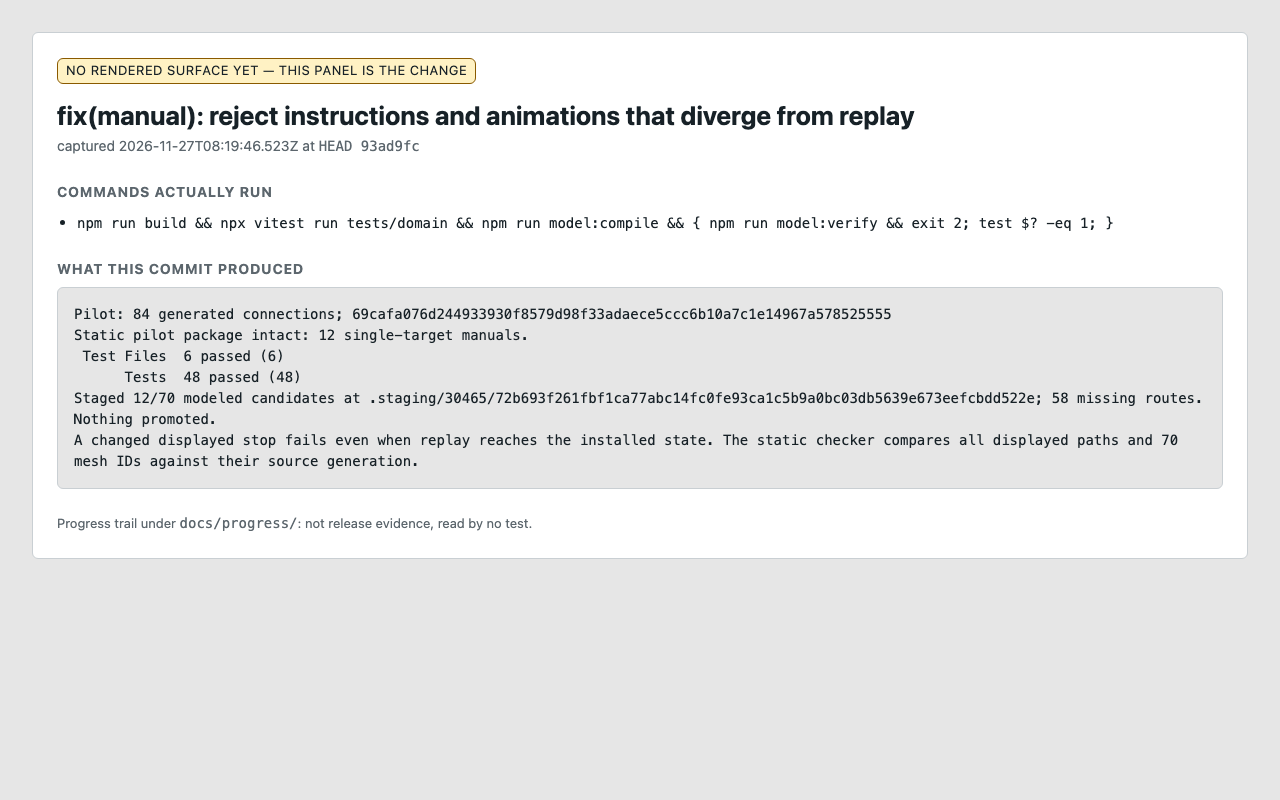 NO RENDERED SURFACE YET — THIS PANEL IS THE CHANGE
fix(manual): reject instructions and animations that diverge from replay
captured 2026-11-27T08:19:46.523Z at HEAD 93ad9fc
COMMANDS ACTUALLY RUN
• npm run build && npx vitest run tests/domain && npm run model:compile && { npm run model:verify && exit 2; test $? -eq 1; }
WHAT THIS COMMIT PRODUCED
Pilot: 84 generated connections; 69cafa076d244933930f8579d98f33adaece5ccc6b10a7c1e14967a578525555
Static pilot package intact: 12 single-target manuals.
Test Files  6 passed (6)
Tests  48 passed (48)
Staged 12/70 modeled candidates at .staging/30465/72b693f261fbf1ca77abc14fc0fe93ca1c5b9a0bc03db5639e673eefcbdd522e; 58 missing routes.
Nothing promoted.
A changed displayed stop fails even when replay reaches the installed state. The static checker compares all displayed paths and 70
mesh IDs against their source generation.
Progress trail under docs/progress/: not release evidence, read by no test.